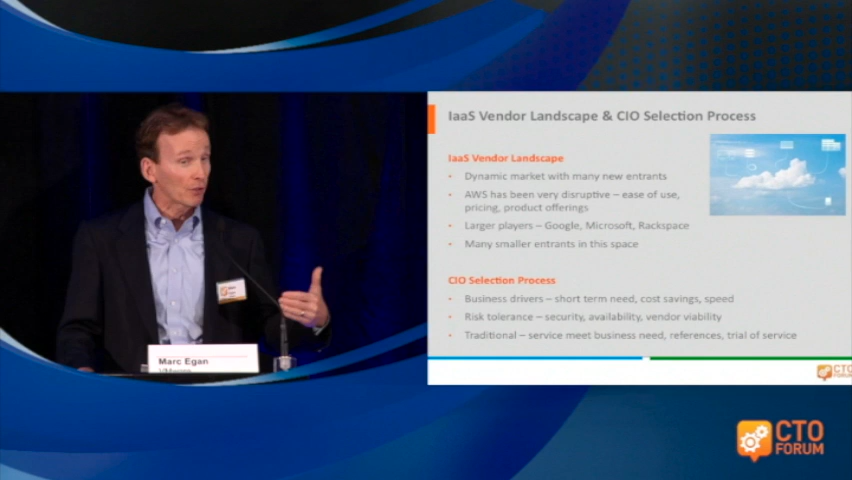 IaaS Vendor Landscape & CIO Selection Process
IaaS Vendor Landscape
• Dynamic market with many new entrants
• AWS has been very disruptive – ease of use,
pricing, product offerings
• Larger players – Google, Microsoft, Rackspace
• Many smaller entrants in this space
CIO Selection Process
• Business drivers – short term need, cost savings, speed
• Risk tolerance – security, availability, vendor viability
• Traditional – service meet business need, references, trial of service
Marc Egan
VMware
CTO
FORUM
CTO
FORUM